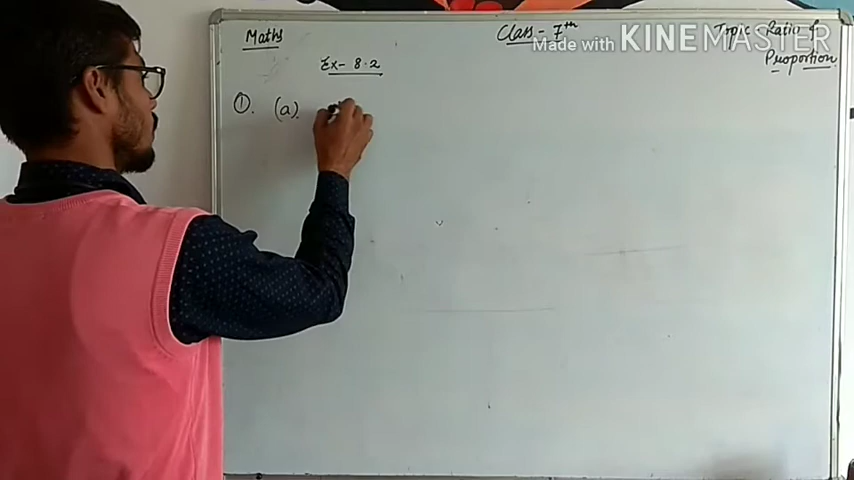 Maths
Class - 7th
Topic Ratio &
Proportion
Made with KINEMASTER
Ex- 8.2
①. (a).